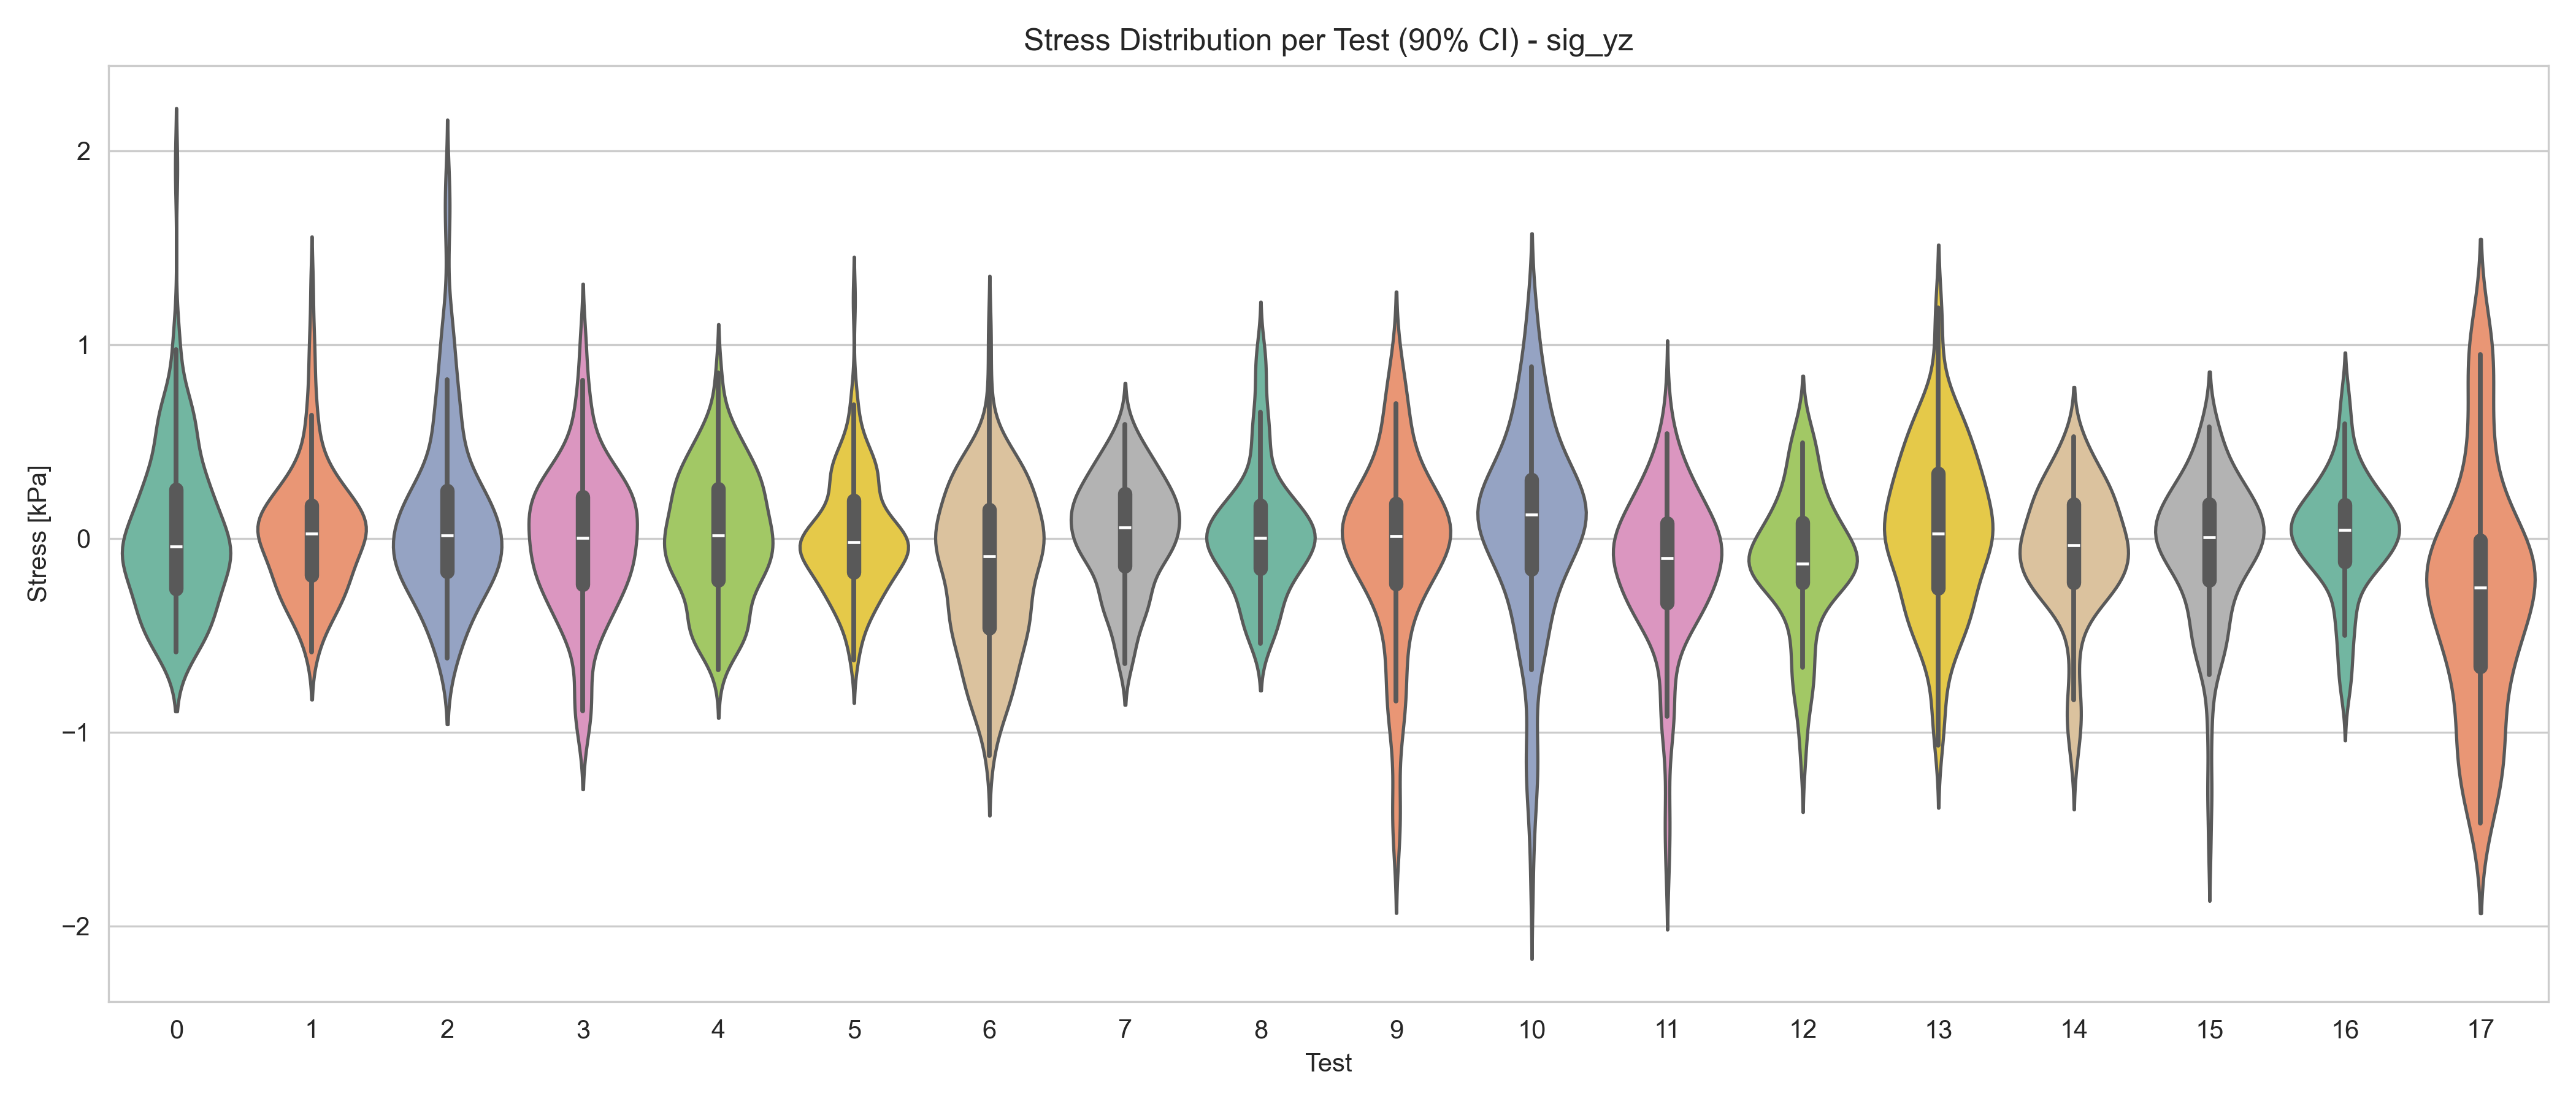 Stress Distribution per Test (90% CI) - sig_yz
Stress [kPa]
2
1
0
−1
−2
0 1 2 3 4 5 6 7 8 9 10 11 12 13 14 15 16 17
Test